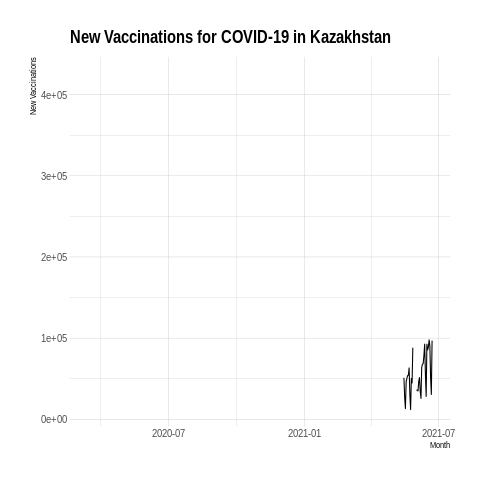 New Vaccinations for COVID-19 in Kazakhstan
New Vaccinations
4e+05
3e+05
2e+05
1e+05
0e+00
2020-07
2021-01
2021-07
Month